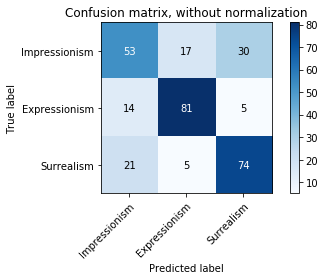 Confusion matrix, without normalization
True label
Impressionism
Expressionism
Surrealism
53 17 30
14 81 5
21 5 74
80
70
60
50
40
30
20
10
Impressionism
Expressionism
Surrealism
Predicted label